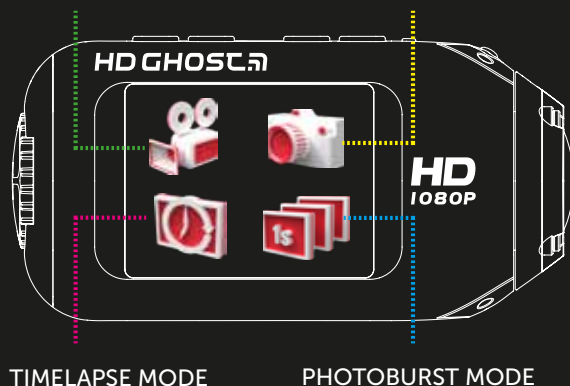 HD GHOST
HD
1080P
1s
TIMELAPSE MODE
PHOTOBURST MODE